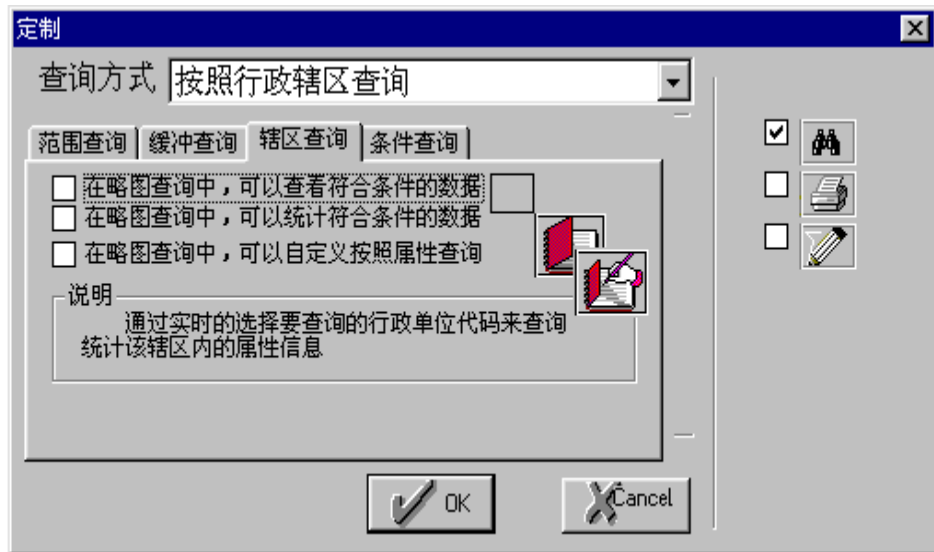 定制
查询方式 按照行政辖区查询
范围查询 缓冲查询 辖区查询 条件查询
在略图查询中，可以查看符合条件的数据
在略图查询中，可以统计符合条件的数据
在略图查询中，可以自定义按照属性查询
说明
通过实时的选择要查询的行政单位代码来查询
统计该辖区内的属性信息
OK Cancel